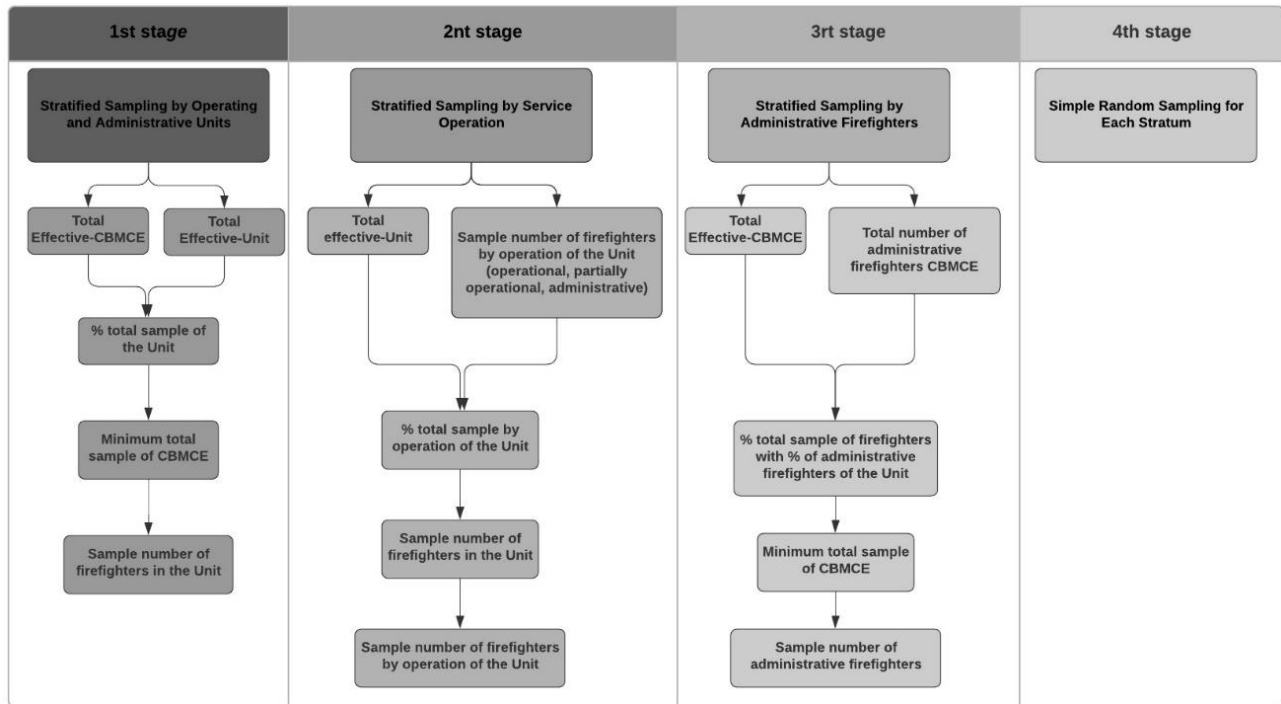 1st stage
2nt stage
3rt stage
4th stage
Stratified Sampling by Operating
and Administrative Units
Total
Effective-CBMCE
Total
Effective-Unit
% total sample of
the Unit
Minimum total
sample of CBMCE
Sample number of
firefighters in the Unit
Stratified Sampling by Service
Operation
Total
effective-Unit
Sample number of firefighters
by operation of the Unit
(operational, partially
operational, administrative)
% total sample by
operation of the Unit
Sample number of
firefighters in the Unit
Sample number of firefighters
by operation of the Unit
Stratified Sampling by
Administrative Firefighters
Total
Effective-CBMCE
Total number of
administrative
firefighters CBMCE
% total sample of firefighters
with % of administrative
firefighters of the Unit
Minimum total sample
of CBMCE
Sample number of
administrative firefighters
Simple Random Sampling for
Each Stratum